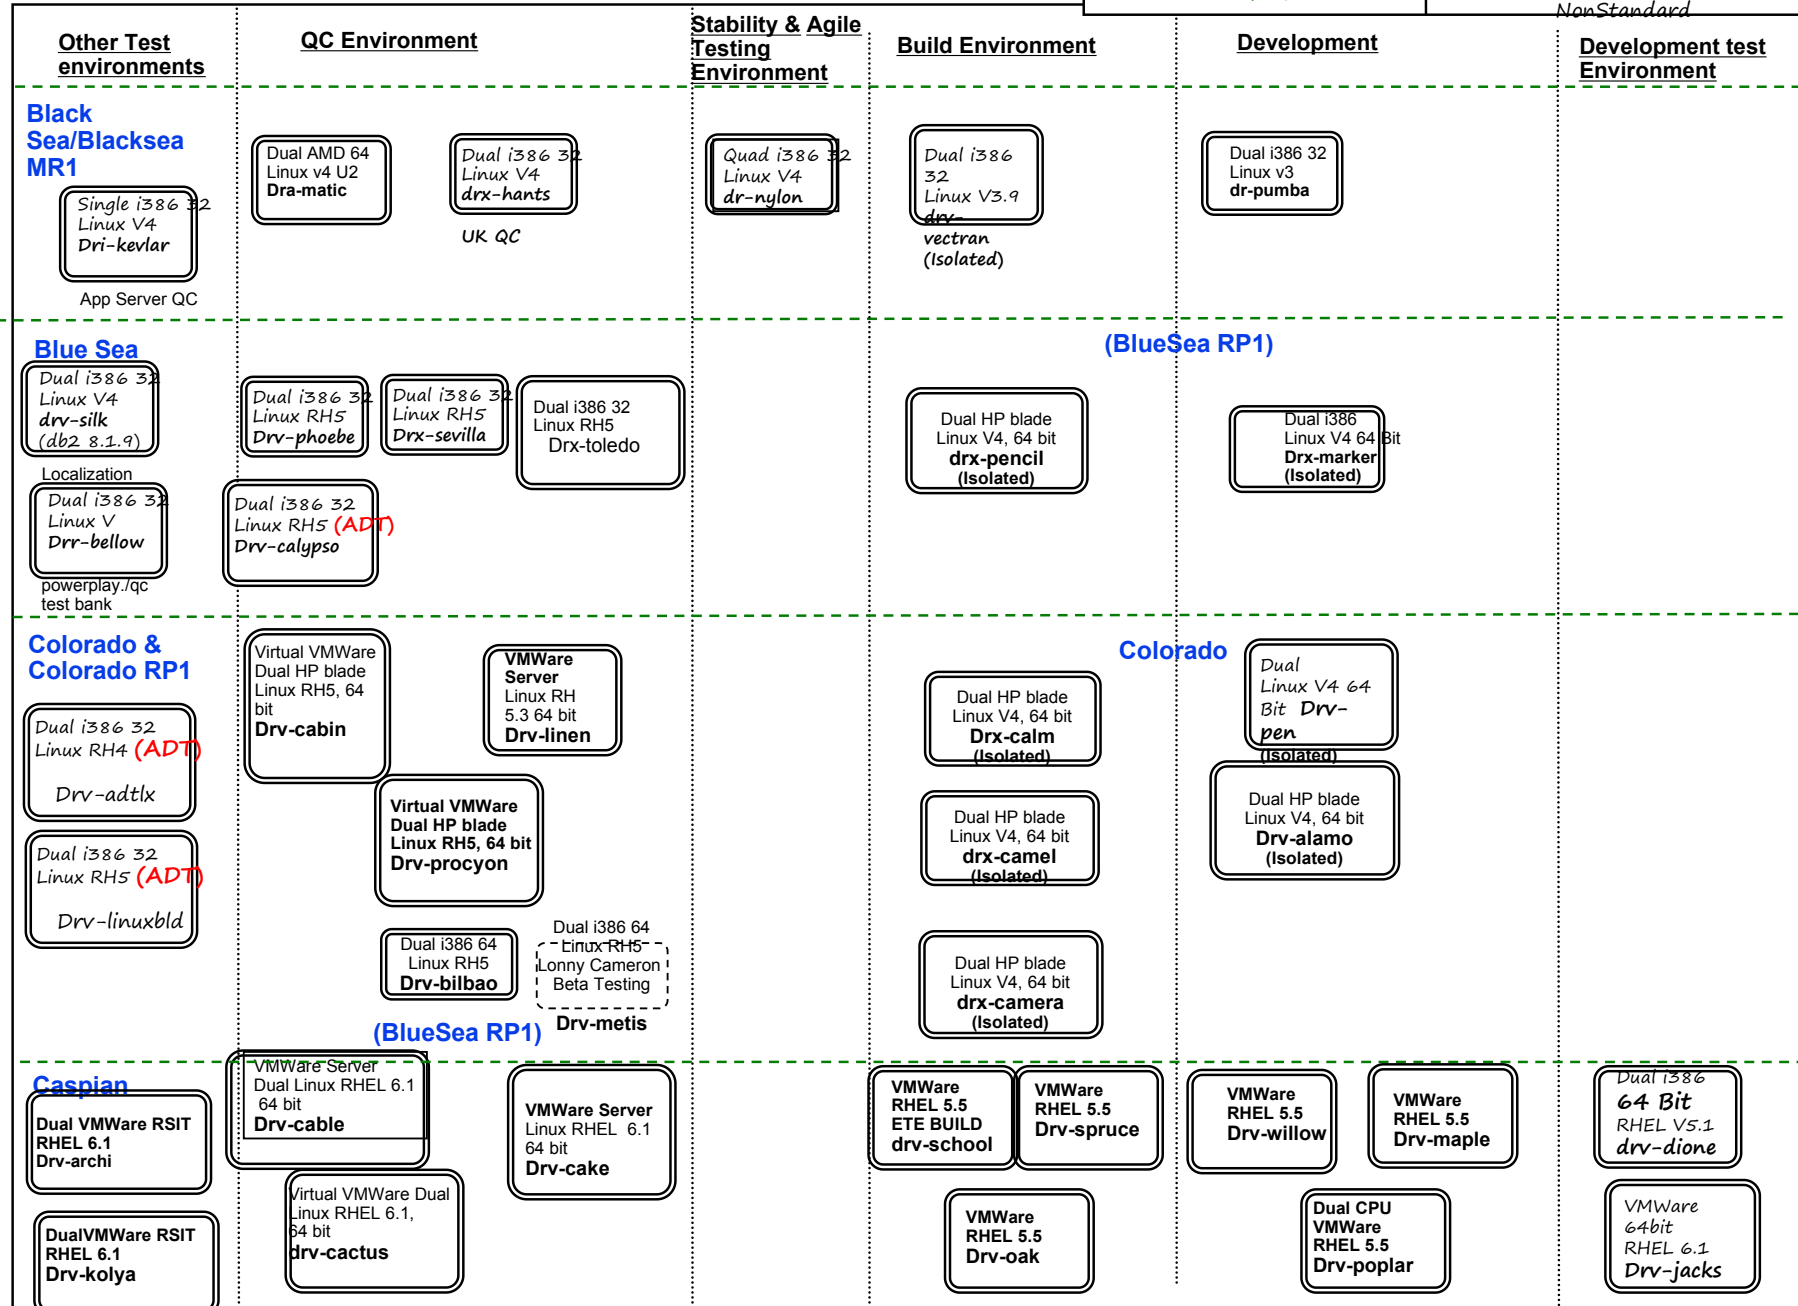 NonStandard
Other Test
environments
QC Environment
Stability & Agile
Testing
Environment
Build Environment
Development
Development test
Environment
Black
Sea/Blacksea
MR1
Single i386 32
Linux V4
Dri-kevlar
App Server QC
Dual AMD 64
Linux v4 U2
Dra-matic
Dual i386 32
Linux V4
drx-hants
UK QC
Quad i386 32
Linux V4
dr-nylon
Dual i386
32
Linux V3.9
drv-
vectran
(Isolated)
Dual i386 32
Linux v3
dr-pumba
Blue Sea
(BlueSea RP1)
Dual i386 32
Linux V4
drv-silk
(db2 8.1.9)
Localization
Dual i386 32
Linux V
Drr-bellow
powerplay./qc
test bank
Dual i386 32
Linux RH5
Drv-phoebe
Dual i386 32
Linux RH5
Drx-sevilla
Dual i386 32
Linux RH5
Drx-toledo
Dual i386 32
Linux RH5 (ADT)
Drv-calypso
Dual HP blade
Linux V4, 64 bit
drx-pencil
(Isolated)
Dual i386
Linux V4 64 Bit
Drx-marker
(Isolated)
Colorado &
Colorado RP1
Dual i386 32
Linux RH4 (ADT)
Drv-adtlx
Dual i386 32
Linux RH5 (ADT)
Drv-linuxbld
Virtual VMWare
Dual HP blade
Linux RH5, 64
bit
Drv-cabin
VMWare
Server
Linux RH
5.3 64 bit
Drv-linen
Virtual VMWare
Dual HP blade
Linux RH5, 64 bit
Drv-procyon
Dual i386 64
Linux RH5
Drv-bilbao
Dual i386 64
Linux RH5
Lonny Cameron
Beta Testing
Drv-metis
(BlueSea RP1)
Colorado
Dual HP blade
Linux V4, 64 bit
Drx-calm
(Isolated)
Dual HP blade
Linux V4, 64 bit
drx-camel
(Isolated)
Dual HP blade
Linux V4, 64 bit
drx-camera
(Isolated)
Dual
Linux V4 64
Bit Drv-
pen
(Isolated)
Dual HP blade
Linux V4, 64 bit
Drv-alamo
(Isolated)
Caspian
Dual VMWare RSIT
RHEL 6.1
Drv-archi
DualVMWare RSIT
RHEL 6.1
Drv-kolya
VMWare Server
Dual Linux RHEL 6.1
64 bit
Drv-cable
Virtual VMWare Dual
Linux RHEL 6.1,
64 bit
drv-cactus
VMWare Server
Linux RHEL 6.1
64 bit
Drv-cake
VMWare
RHEL 5.5
ETE BUILD
drv-school
VMWare
RHEL 5.5
Drv-spruce
VMWare
RHEL 5.5
Drv-oak
VMWare
RHEL 5.5
Drv-willow
VMWare
RHEL 5.5
Drv-maple
Dual CPU
VMWare
RHEL 5.5
Drv-poplar
Dual i386
64 Bit
RHEL V5.1
drv-dione
VMWare
64bit
RHEL 6.1
Drv-jacks